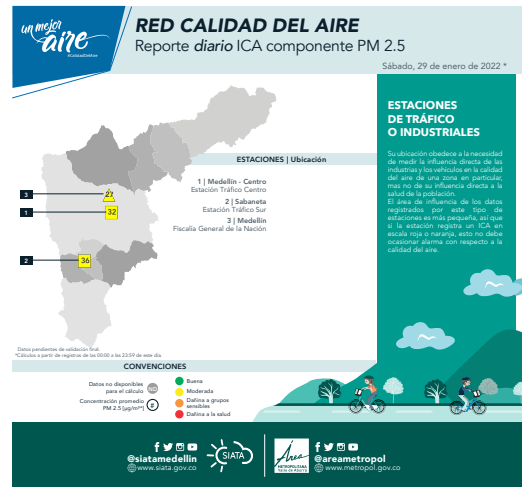 un mejor
aire
#CalidadDelAire
RED CALIDAD DEL AIRE
Reporte diario ICA componente PM 2.5
Sábado, 29 de enero de 2022 *
ESTACIONES
DE TRÁFICO
O INDUSTRIALES
Su ubicación obedece a la necesidad
de medir la influencia directa de las
industrias y los vehículos en la calidad
del aire de una zona en particular,
mas no de su influencia directa a la
salud de la población.
El área de influencia de los datos
registrados por este tipo de
estaciones es más pequeña, así que
si la estación registra un ICA en
escala roja o naranja, esto no debe
ocasionar alarma con respecto a la
calidad del aire.
ESTACIONES | Ubicación
1 | Medellín - Centro
Estación Tráfico Centro
2 | Sabaneta
Estación Tráfico Sur
3 | Medellín
Fiscalía General de la Nación
3
27
1
32
2
36
Datos pendientes de validación final.
*Cálculos a partir de registros de las 00:00 a las 23:59 de este día.
CONVENCIONES
Datos no disponibles
para el cálculo
ND
Concentración promedio
PM 2.5 [µg/m³*]
#
Buena
Moderada
Dañina a grupos
sensibles
Dañina a la salud
@siatamedellin
www.siata.gov.co
SIATA
Área
METROPOLITANA
Valle de Aburrá
@areametropol
www.metropol.gov.co